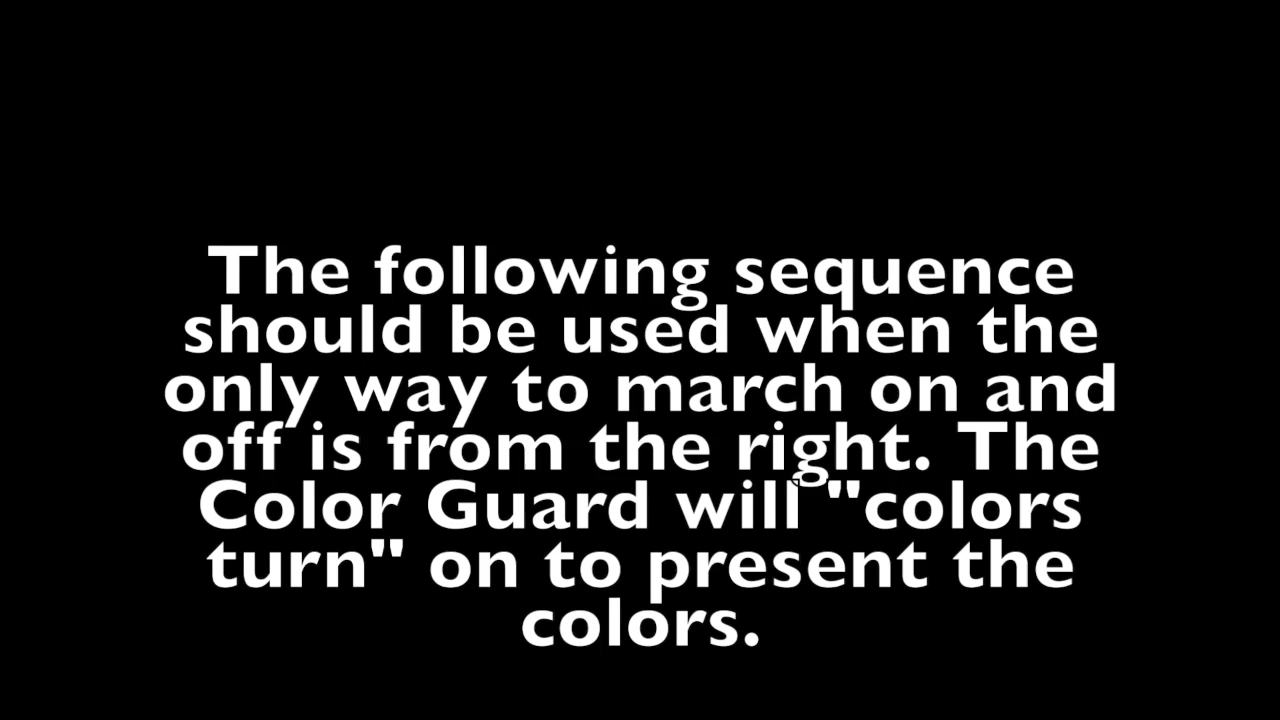 The following sequence
should be used when the
only way to march on and
off is from the right. The
Color Guard will "colors
turn" on to present the
colors.